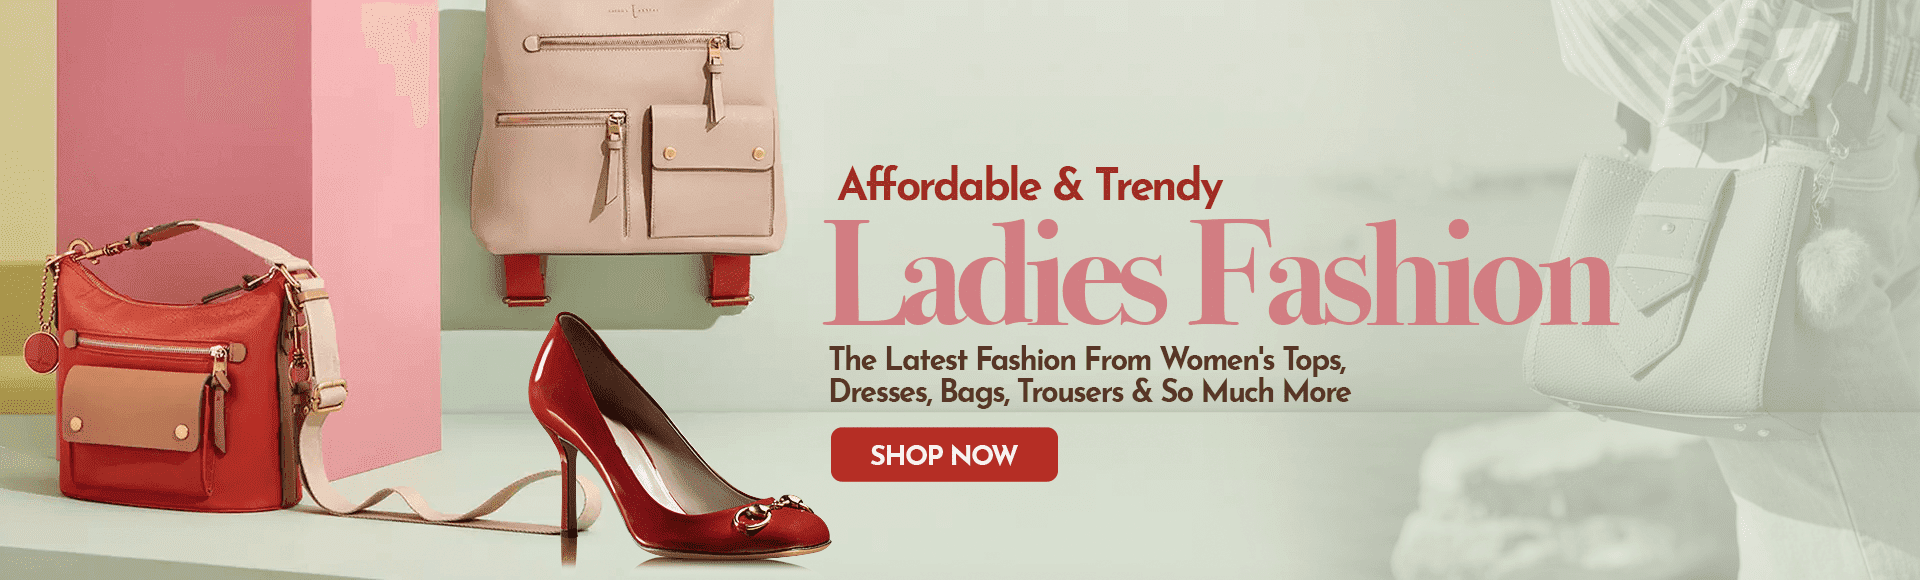 Affordable & Trendy
Ladies Fashion
The Latest Fashion From Women's Tops,
Dresses, Bags, Trousers & So Much More
SHOP NOW